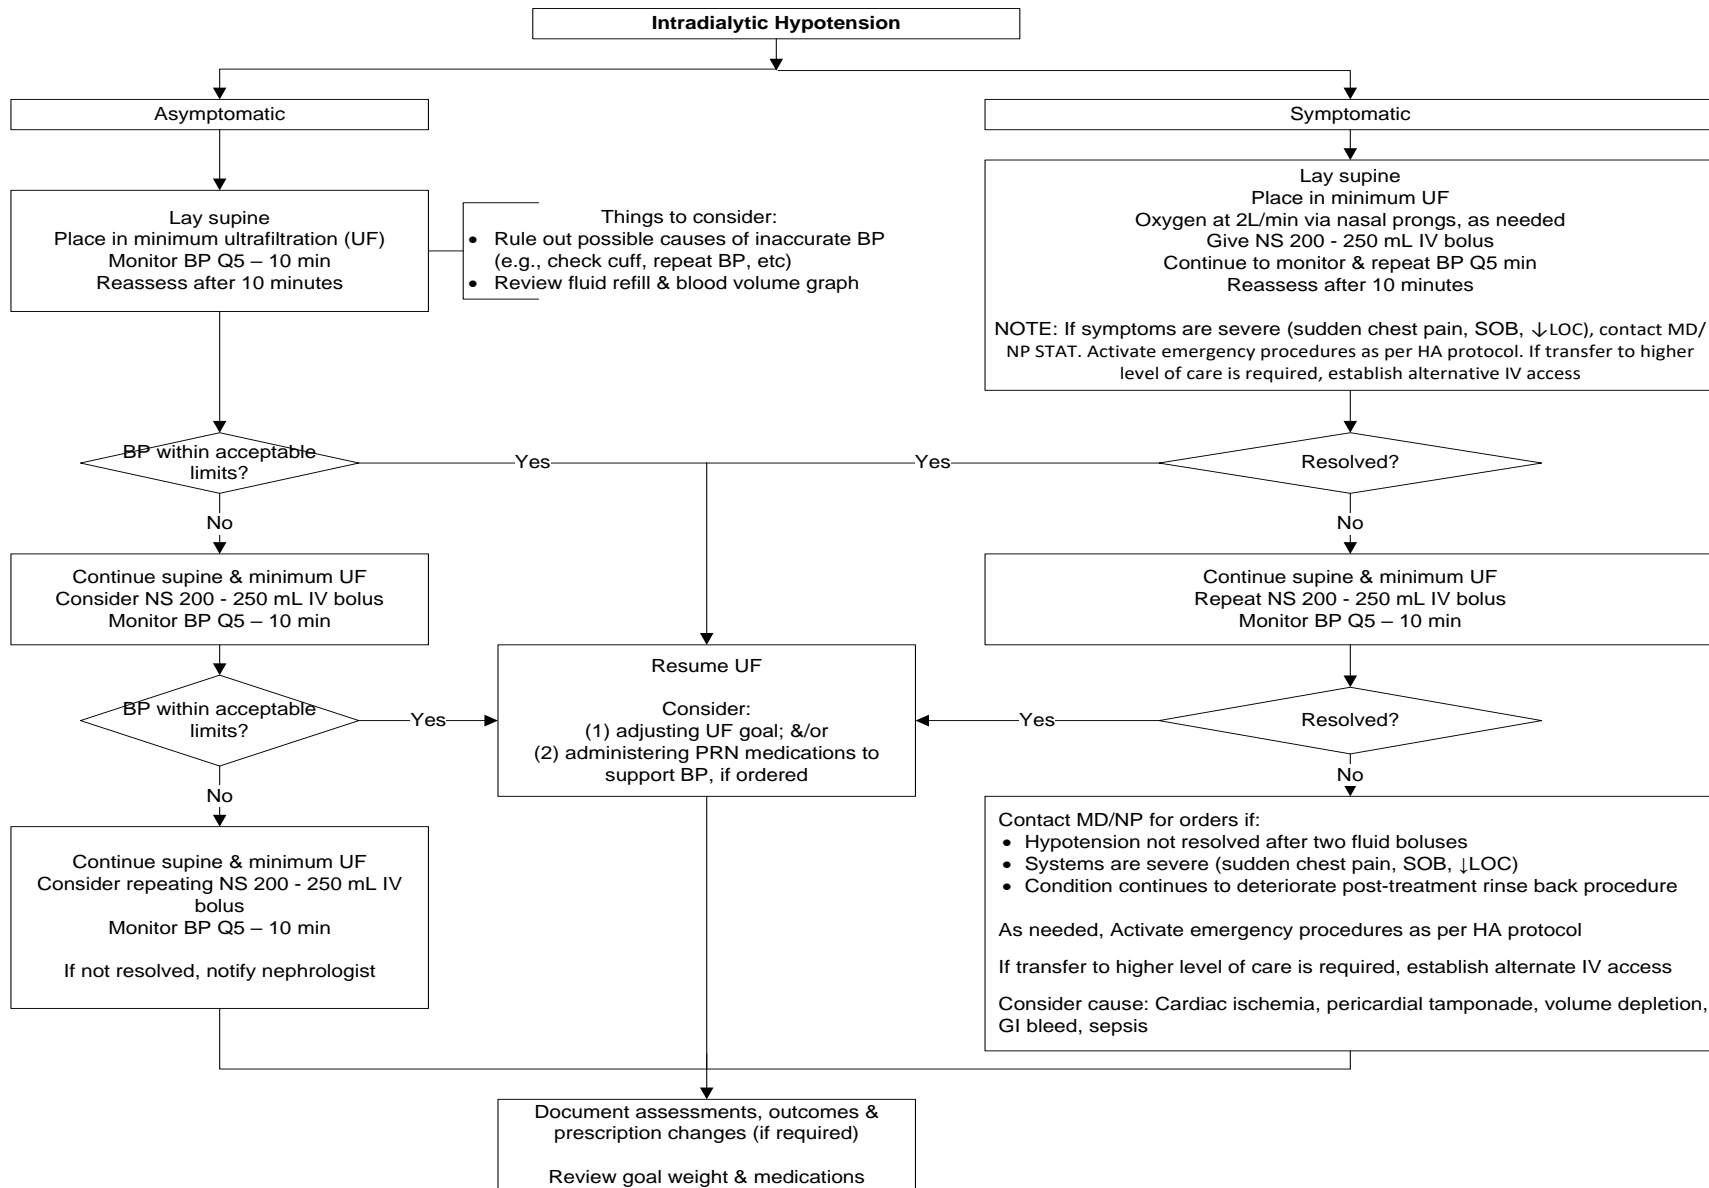 Intradialytic Hypotension
Asymptomatic
Symptomatic
Lay supine
Place in minimum ultrafiltration (UF)
Monitor BP Q5 – 10 min
Reassess after 10 minutes
Things to consider:
• Rule out possible causes of inaccurate BP
(e.g., check cuff, repeat BP, etc)
• Review fluid refill & blood volume graph
Lay supine
Place in minimum UF
Oxygen at 2L/min via nasal prongs, as needed
Give NS 200 - 250 mL IV bolus
Continue to monitor & repeat BP Q5 min
Reassess after 10 minutes
NOTE: If symptoms are severe (sudden chest pain, SOB, ↓LOC), contact MD/
NP STAT. Activate emergency procedures as per HA protocol. If transfer to higher
level of care is required, establish alternative IV access
BP within acceptable
limits?
Yes
Yes
Resolved?
No
No
Continue supine & minimum UF
Consider NS 200 - 250 mL IV bolus
Monitor BP Q5 – 10 min
Continue supine & minimum UF
Repeat NS 200 - 250 mL IV bolus
Monitor BP Q5 – 10 min
BP within acceptable
limits?
Yes
Resume UF
Consider:
(1) adjusting UF goal; &/or
(2) administering PRN medications to
support BP, if ordered
Yes
Resolved?
No
No
Continue supine & minimum UF
Consider repeating NS 200 - 250 mL IV
bolus
Monitor BP Q5 – 10 min
If not resolved, notify nephrologist
Contact MD/NP for orders if:
• Hypotension not resolved after two fluid boluses
• Systems are severe (sudden chest pain, SOB, ↓LOC)
• Condition continues to deteriorate post-treatment rinse back procedure
As needed, Activate emergency procedures as per HA protocol
If transfer to higher level of care is required, establish alternate IV access
Consider cause: Cardiac ischemia, pericardial tamponade, volume depletion,
GI bleed, sepsis
Document assessments, outcomes &
prescription changes (if required)
Review goal weight & medications